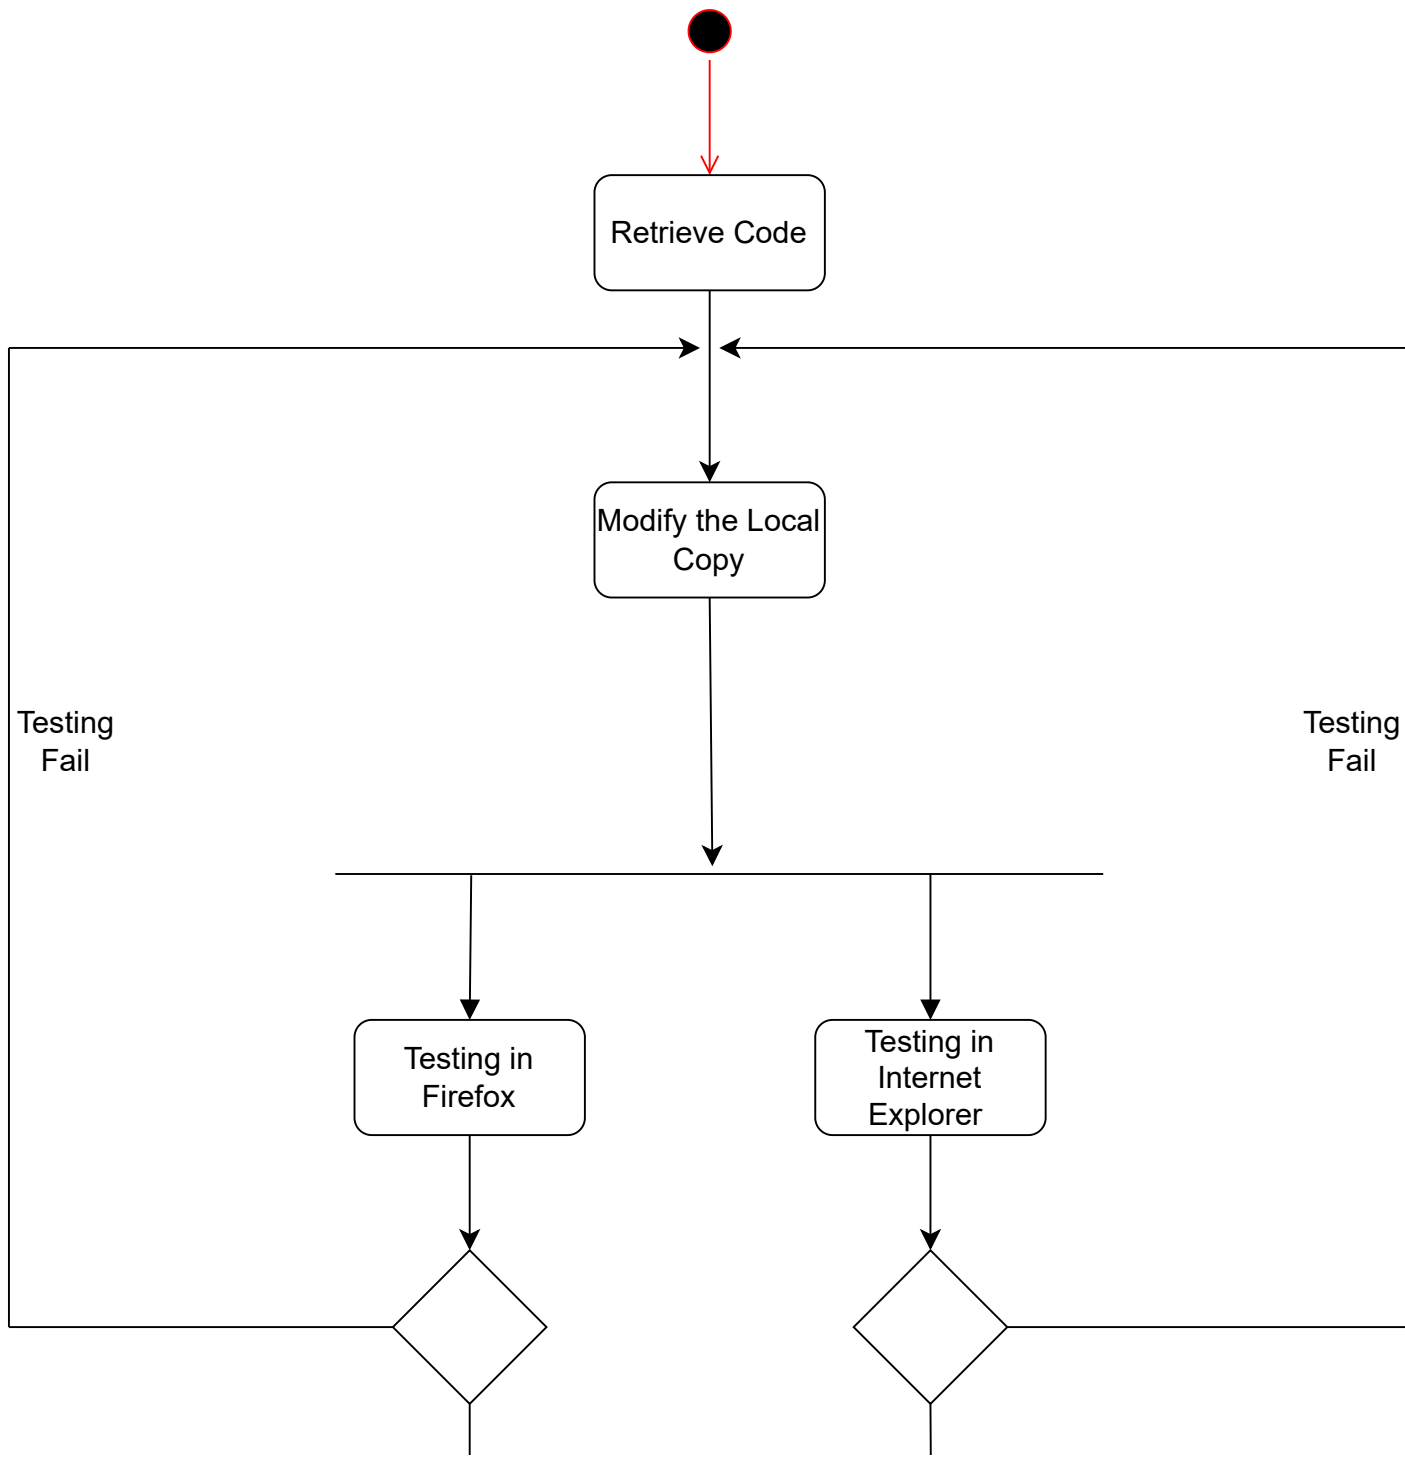 Retrieve Code
Modify the Local
Copy
Testing
Fail
Testing
Fail
Testing in
Firefox
Testing in
Internet
Explorer